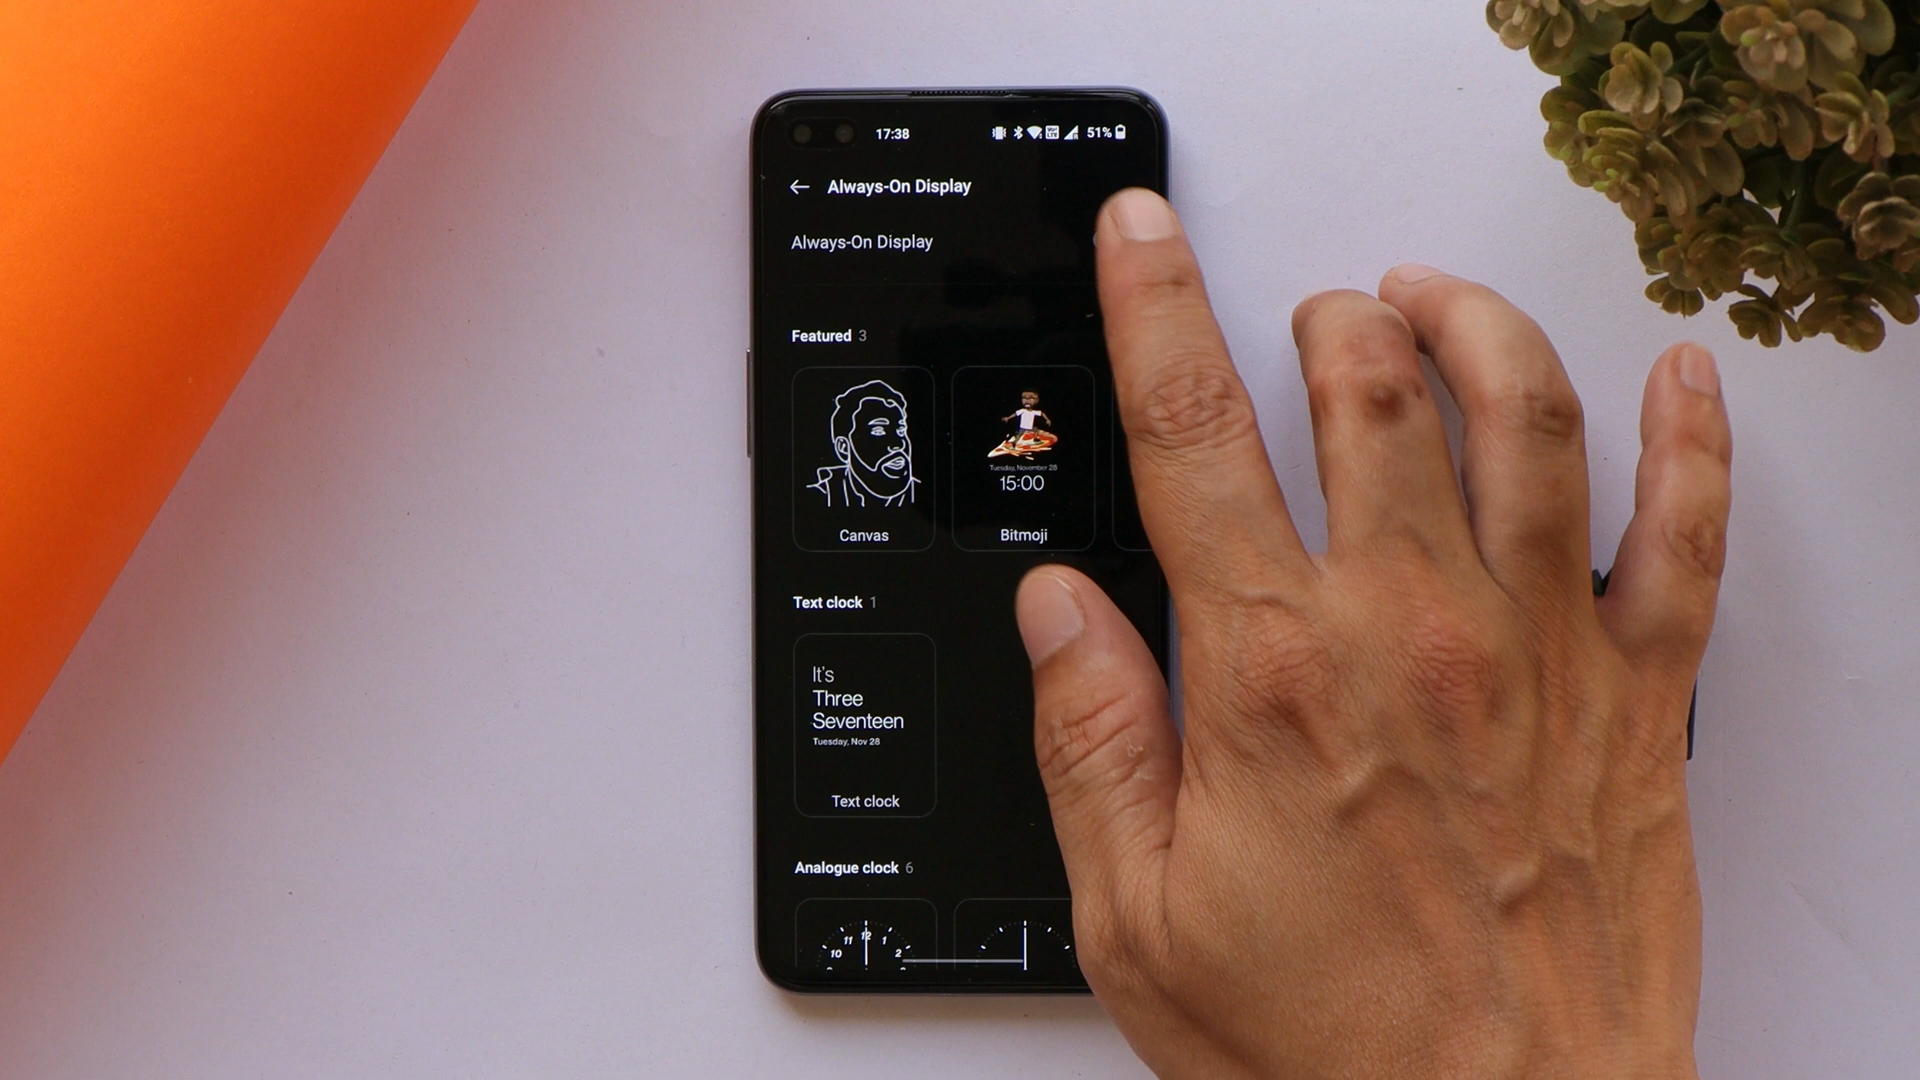 17:38 51%
Always-On Display
Always-On Display
Featured 3
Tuesday, November 28
15:00
Canvas Bitmoji
Text clock 1
It's
Three
Seventeen
Tuesday, Nov 28
Text clock
Analogue clock 6
11 12 1
10 2